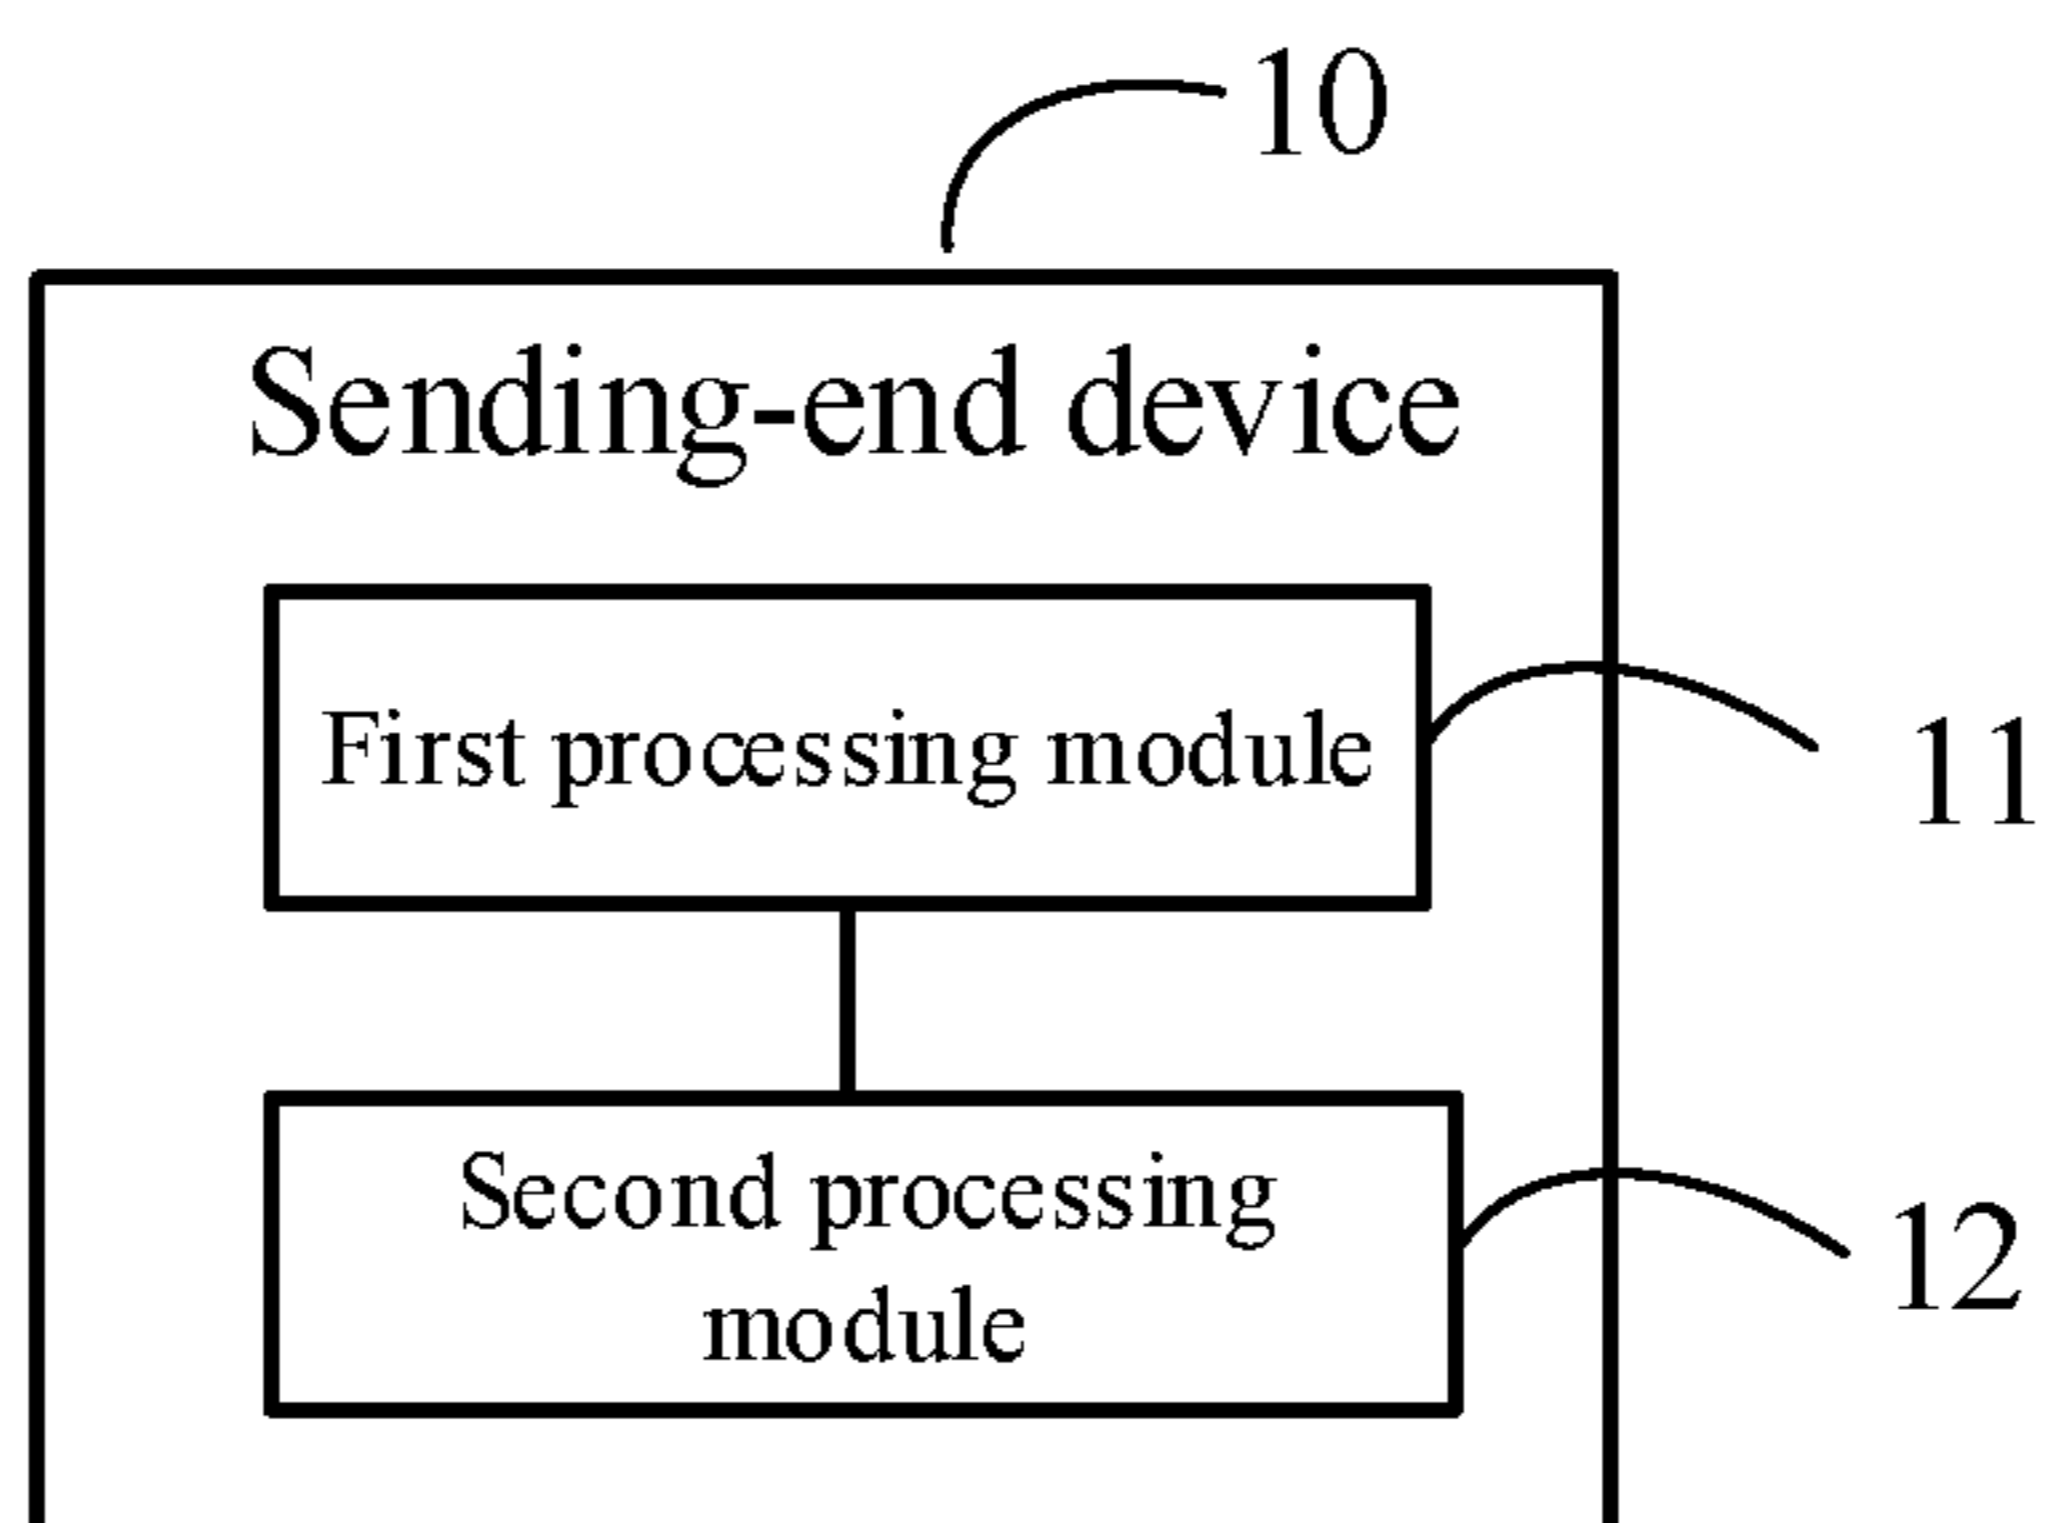 10
Sending-end device
First processing module
11
Second processing
module
12